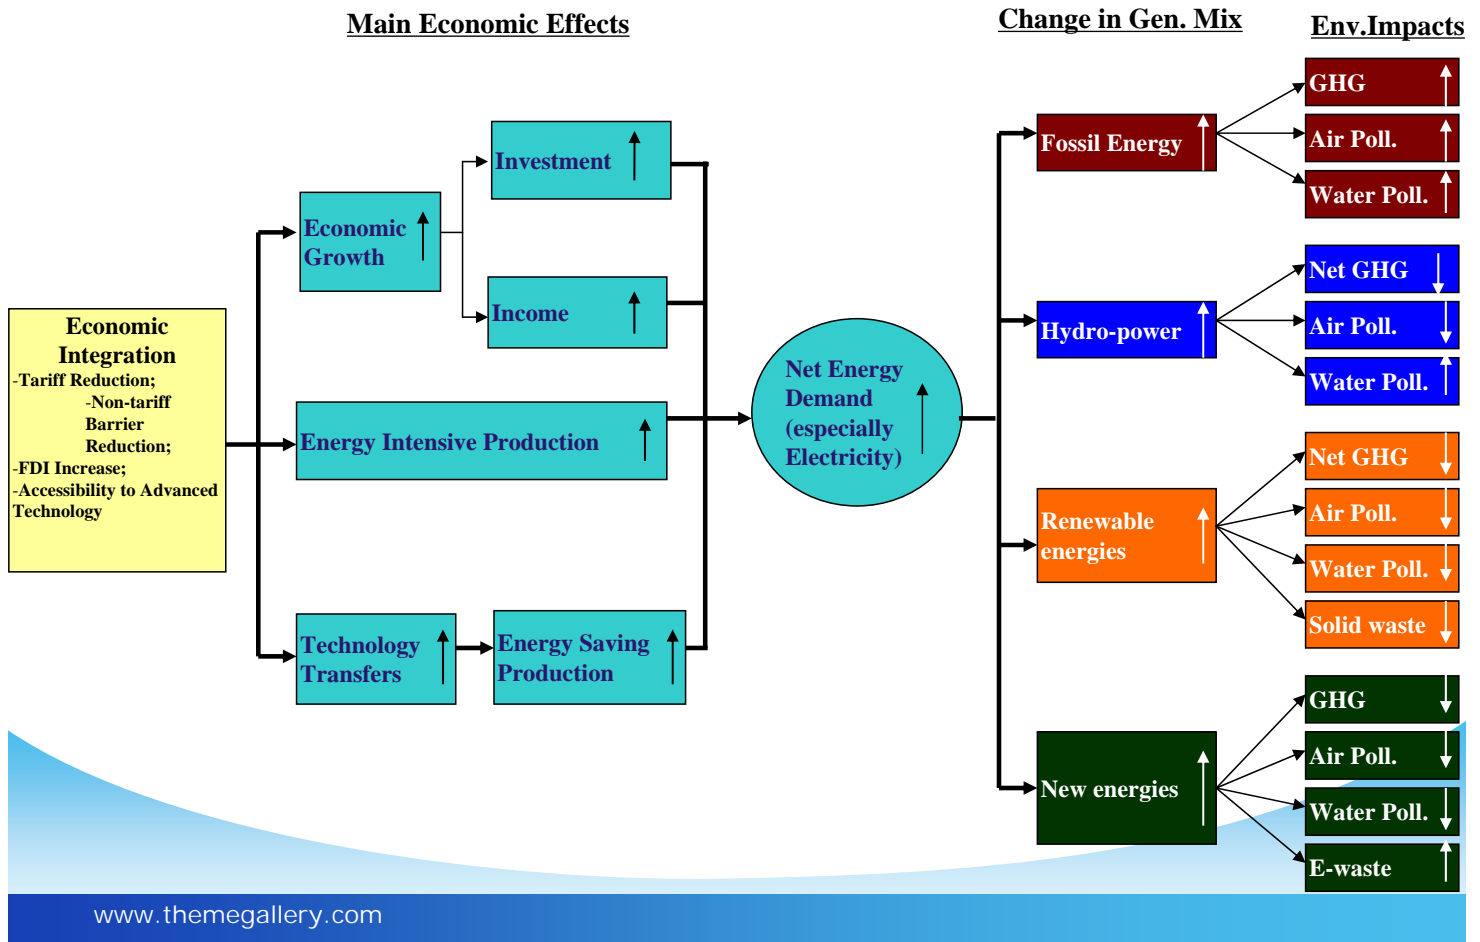 Main Economic Effects
Change in Gen. Mix
Env.Impacts
Economic
Integration
-Tariff Reduction;
-Non-tariff
Barrier
Reduction;
-FDI Increase;
-Accessibility to Advanced
Technology
Economic
Growth
Investment
Income
Energy Intensive Production
Technology
Transfers
Energy Saving
Production
Net Energy
Demand
(especially
Electricity)
Fossil Energy
GHG
Air Poll.
Water Poll.
Hydro-power
Net GHG
Air Poll.
Water Poll.
Renewable
energies
Net GHG
Air Poll.
Water Poll.
Solid waste
New energies
GHG
Air Poll.
Water Poll.
E-waste
www.themegallery.com